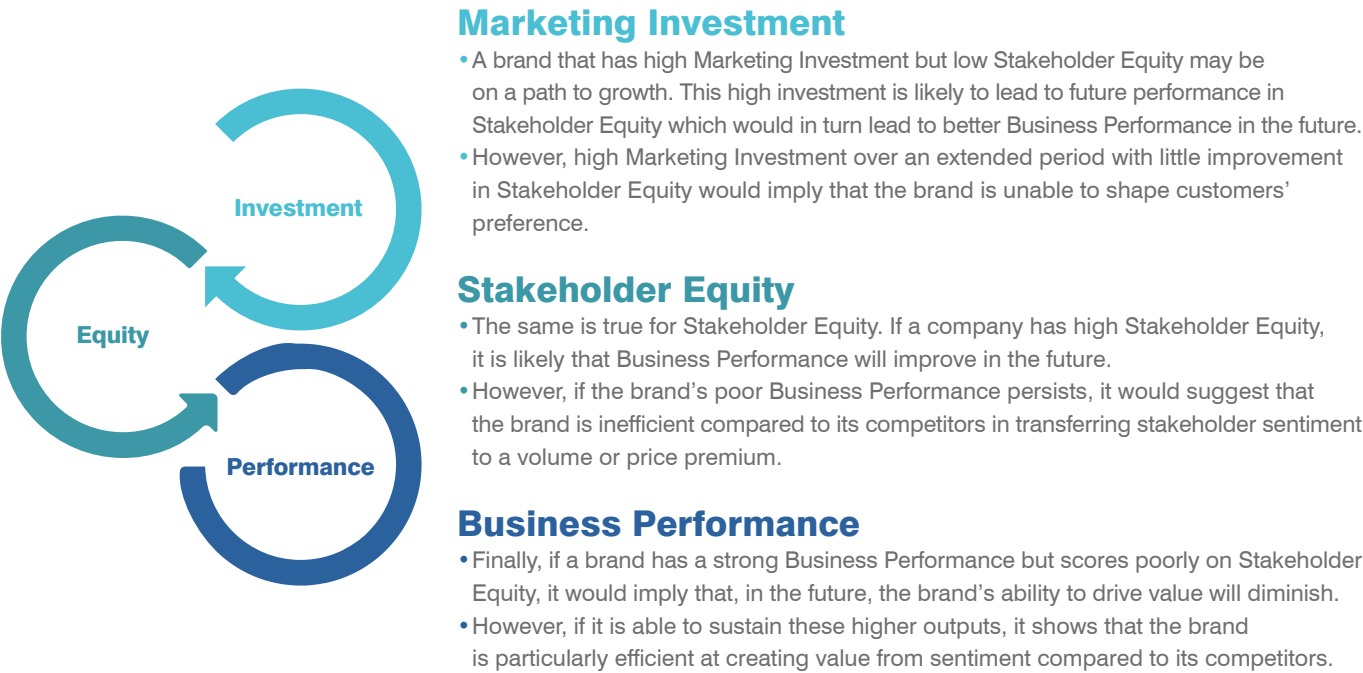 Marketing Investment
•A brand that has high Marketing Investment but low Stakeholder Equity may be
on a path to growth. This high investment is likely to lead to future performance in
Stakeholder Equity which would in turn lead to better Business Performance in the future.
•However, high Marketing Investment over an extended period with little improvement
in Stakeholder Equity would imply that the brand is unable to shape customers’
preference.
Investment
Stakeholder Equity
•The same is true for Stakeholder Equity. If a company has high Stakeholder Equity,
it is likely that Business Performance will improve in the future.
•However, if the brand’s poor Business Performance persists, it would suggest that
the brand is inefficient compared to its competitors in transferring stakeholder sentiment
to a volume or price premium.
Equity
Performance
Business Performance
•Finally, if a brand has a strong Business Performance but scores poorly on Stakeholder
Equity, it would imply that, in the future, the brand’s ability to drive value will diminish.
•However, if it is able to sustain these higher outputs, it shows that the brand
is particularly efficient at creating value from sentiment compared to its competitors.